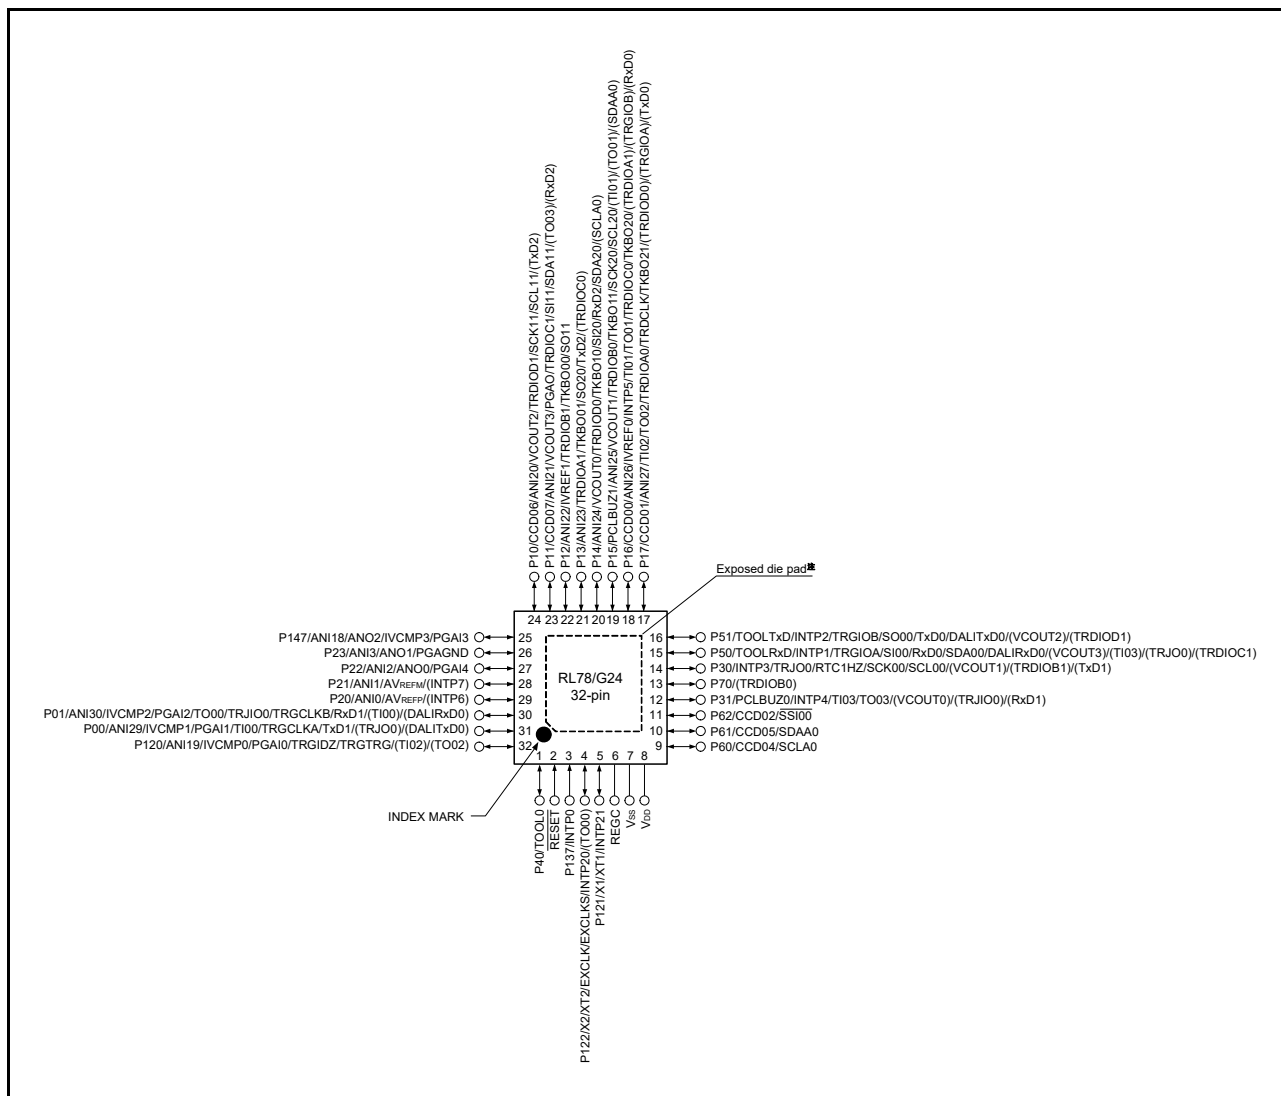 P10/CCD06/ANI20/VCOUT2/TRDIOD1/SCK11/SCL11/(TxD2)
P11/CCD07/ANI21/VCOUT3/PGAO/TRDIOC1/SI11/SDA11/(TO03)/(RxD2)
P12/ANI22/IVREF1/TRDIOB1/TKBO00/SO11
P13/ANI23/TRDIOA1/TKBO01/SO20/TxD2/(TRDIOC0)
P14/ANI24/VCOUT0/TRDIOD0/TKBO10/SI20/RxD2/SDA20/(SCLA0)
P15/PCLBUZ1/ANI25/VCOUT1/TRDIOB0/TKBO11/SCK20/SCL20/(TI01)/(TO01)/(SDAA0)
P16/CCD00/ANI26/IVREF0/INTP5/TI01/TO01/TRDIOC0/TKBO20/(TRDIOA1)/(TRGIOB)/(RxD0)
P17/CCD01/ANI27/TI02/TO02/TRDIOA0/TRDCLK/TKBO21/(TRDIOD0)/(TRGIOA)/(TxD0)
Exposed die pad注
24 23 22 21 20 19 18 17
P147/ANI18/ANO2/IVCMP3/PGAI3 25
P23/ANI3/ANO1/PGAGND 26
P22/ANI2/ANO0/PGAI4 27
P21/ANI1/AVREFM/(INTP7) 28
P20/ANI0/AVREFP/(INTP6) 29
P01/ANI30/IVCMP2/PGAI2/TO00/TRJIO0/TRGCLKB/RxD1/(TI00)/(DALIRxD0) 30
P00/ANI29/IVCMP1/PGAI1/TI00/TRGCLKA/TxD1/(TRJO0)/(DALITxD0) 31
P120/ANI19/IVCMP0/PGAI0/TRGIDZ/TRGTRG/(TI02)/(TO02) 32
RL78/G24
32-pin
16 P51/TOOLTxD/INTP2/TRGIOB/SO00/TxD0/DALITxD0/(VCOUT2)/(TRDIOD1)
15 P50/TOOLRxD/INTP1/TRGIOA/SI00/RxD0/SDA00/DALIRxD0/(VCOUT3)/(TI03)/(TRJO0)/(TRDIOC1)
14 P30/INTP3/TRJO0/RTC1HZ/SCK00/SCL00/(VCOUT1)/(TRDIOB1)/(TxD1)
13 P70/(TRDIOB0)
12 P31/PCLBUZ0/INTP4/TI03/TO03/(VCOUT0)/(TRJIO0)/(RxD1)
11 P62/CCD02/SSI00
10 P61/CCD05/SDAA0
9 P60/CCD04/SCLA0
1 2 3 4 5 6 7 8
INDEX MARK
P40/TOOL0
RESET
P137/INTP0
P122/X2/XT2/EXCLK/EXCLKS/INTP20/(TO00)
P121/X1/XT1/INTP21
REGC
VSS
VDD